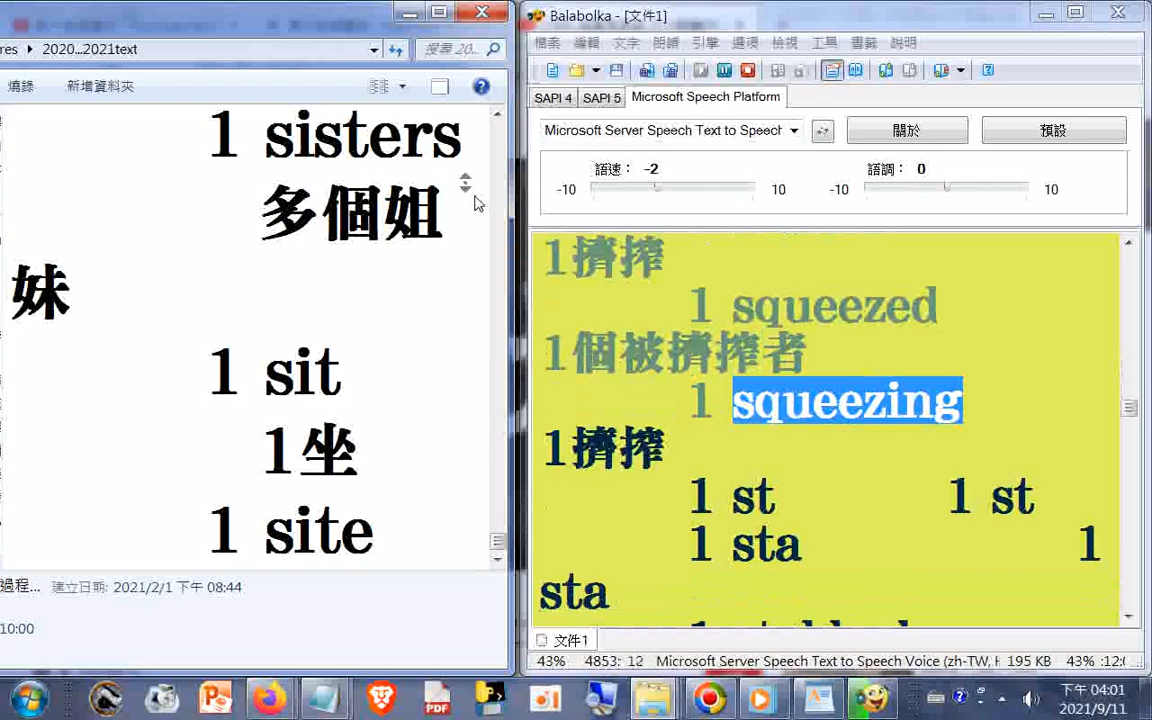 Balabolka - [文件1]
res ▸ 2020...2021text
搜尋 20...
檔案 編輯 文字 朗讀 引擎 選項 檢視 工具 書籤 說明
燒錄 新增資料夾
SAPI 4 SAPI 5 Microsoft Speech Platform
Microsoft Server Speech Text to Speech
關於
預設
語速: -2
語調: 0
-10 10
-10 10
1 sisters
多個姐
妹
1 sit
1坐
1 site
過程... 建立日期: 2021/2/1 下午 08:44
10:00
1擠搾
1 squeezed
1個被擠搾者
1 squeezing
1擠搾
1 st 1 st
1 sta 1
sta
文件1
43% 4853: 12 Microsoft Server Speech Text to Speech Voice (zh-TW, H 195 KB 43%
下午 04:01
2021/9/11